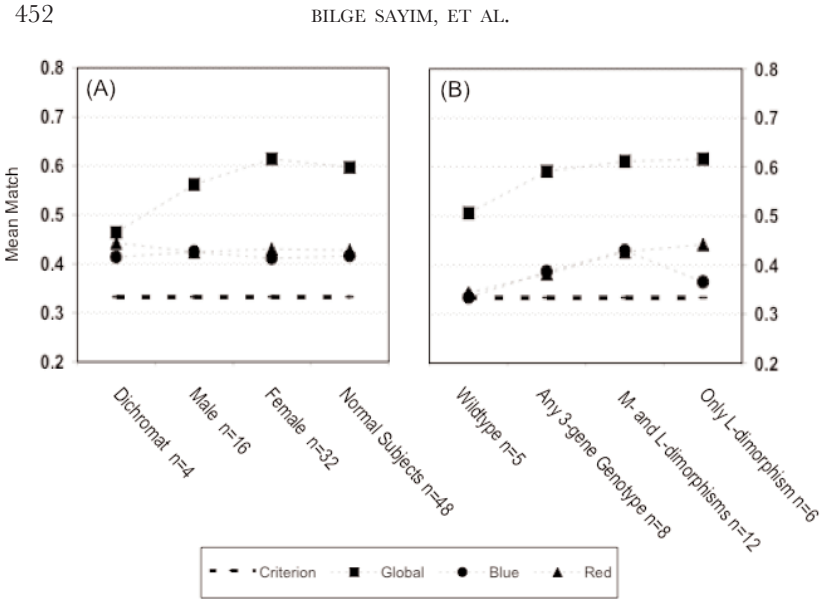 452
BILGE SAYIM, ET AL.
(A)
0.8
0.7
0.6
0.5
0.4
0.3
0.2
Mean Match
Dichromat n=4
Male n=16
Female n=32
Normal Subjects n=48
(B)
0.8
0.7
0.6
0.5
0.4
0.3
0.2
Wildtype n=5
Any 3-gene Genotype n=8
M- and L-dimorphisms n=12
Only L-dimorphism n=6
Criterion Global Blue Red